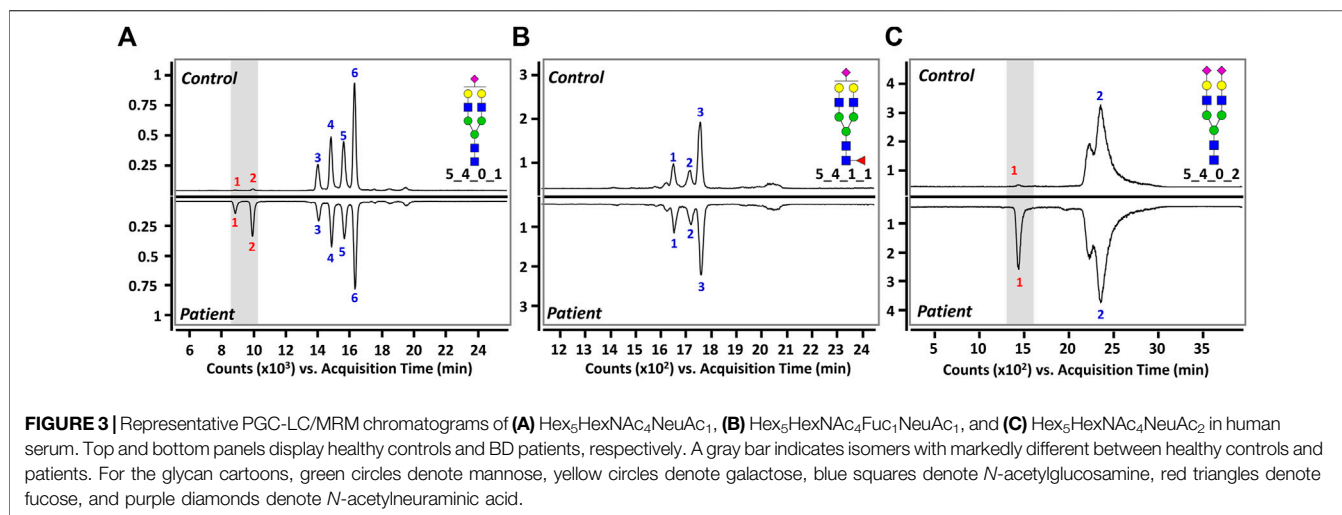 A
B
C
Control
Control
Control
1
0.75
0.5
0.25
0.25
0.5
0.75
1
1
2
3
4
5
6
5_4_0_1
1
2
3
4
5
6
Patient
6 8 10 12 14 16 18 20 22 24
Counts (x10³) vs. Acquisition Time (min)
3
2
1
1
2
3
1
2
3
5_4_1_1
1
2
3
Patient
12 13 14 15 16 17 18 19 20 21 22 23 24
Counts (x10²) vs. Acquisition Time (min)
4
3
2
1
1
2
3
4
1
2
5_4_0_2
1
2
Patient
5 10 15 20 25 30 35
Counts (x10²) vs. Acquisition Time (min)
FIGURE 3 | Representative PGC-LC/MRM chromatograms of (A) Hex₅HexNAc₄NeuAc₁, (B) Hex₅HexNAc₄Fuc₁NeuAc₁, and (C) Hex₅HexNAc₄NeuAc₂ in human
serum. Top and bottom panels display healthy controls and BD patients, respectively. A gray bar indicates isomers with markedly different between healthy controls and
patients. For the glycan cartoons, green circles denote mannose, yellow circles denote galactose, blue squares denote N-acetylglucosamine, red triangles denote
fucose, and purple diamonds denote N-acetylneuraminic acid.